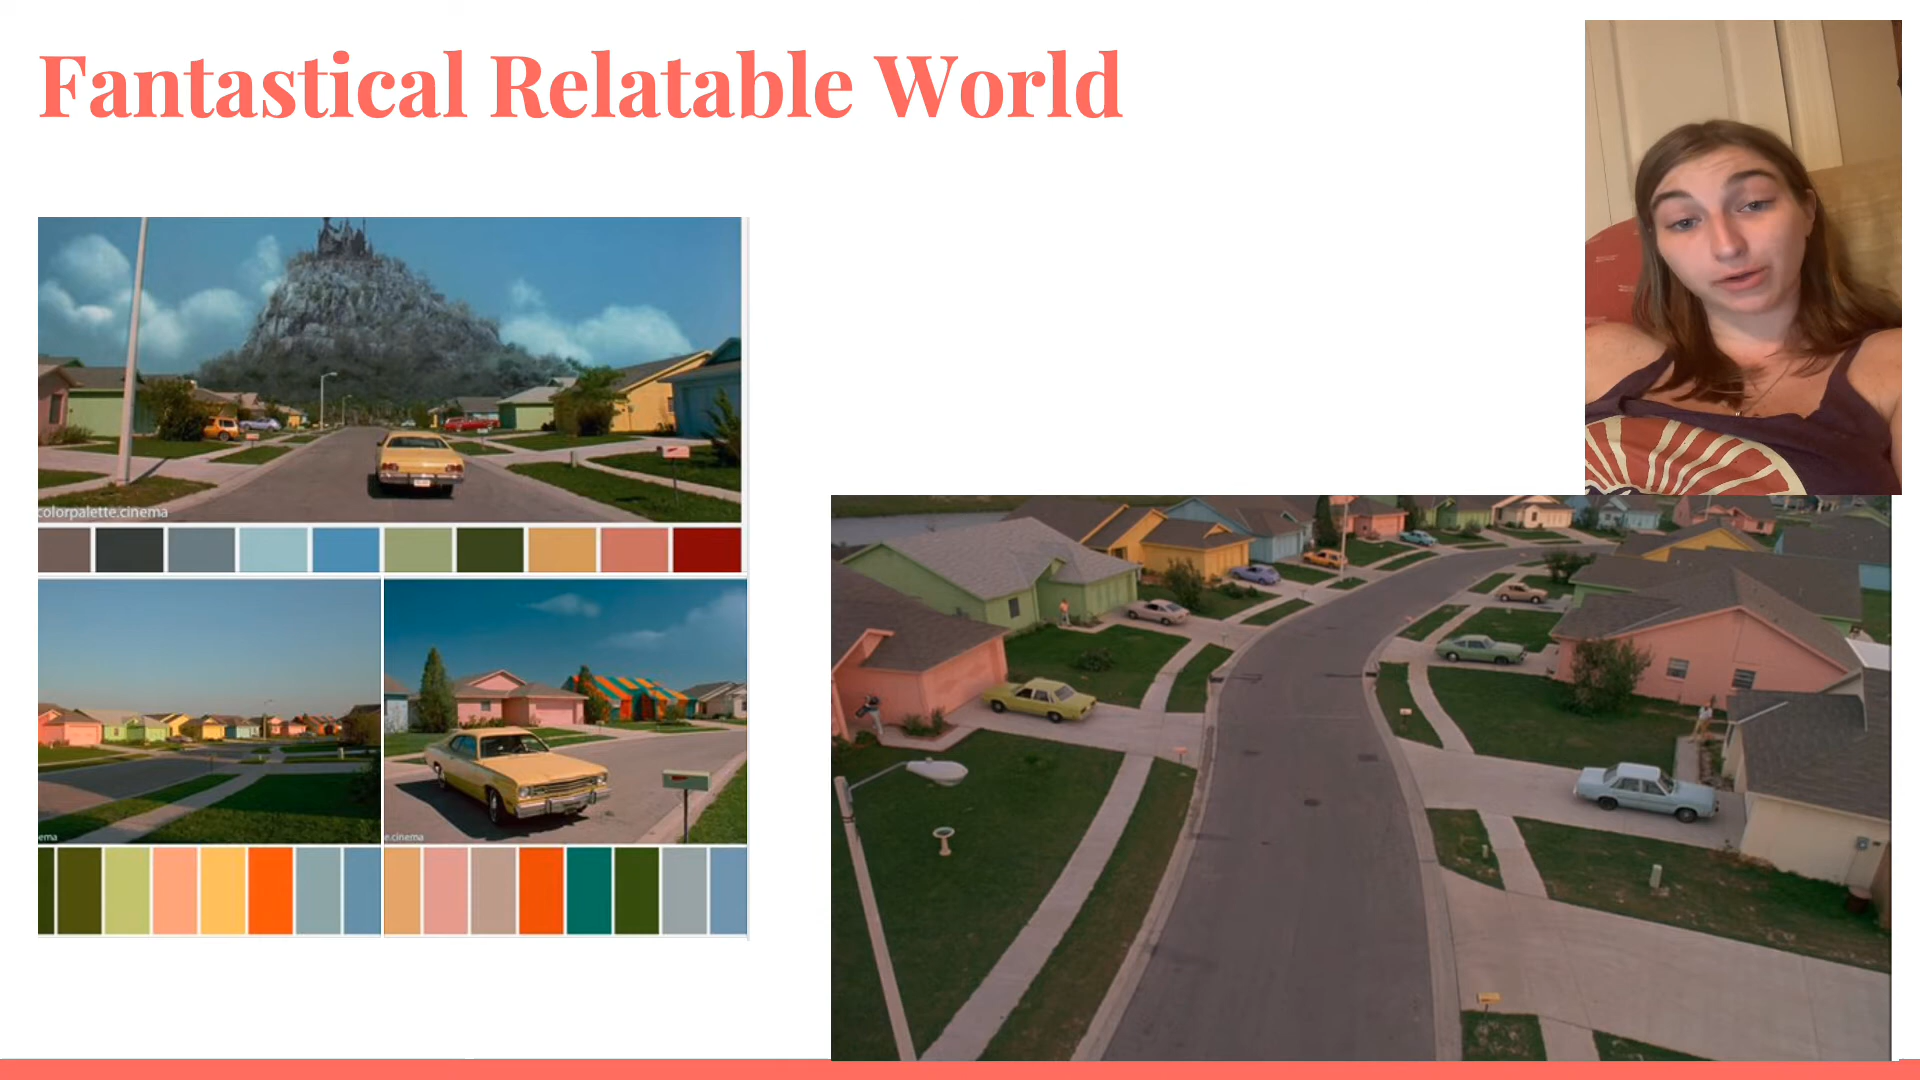 Fantastical Relatable World
colorpalette.cinema
ema
e.cinema